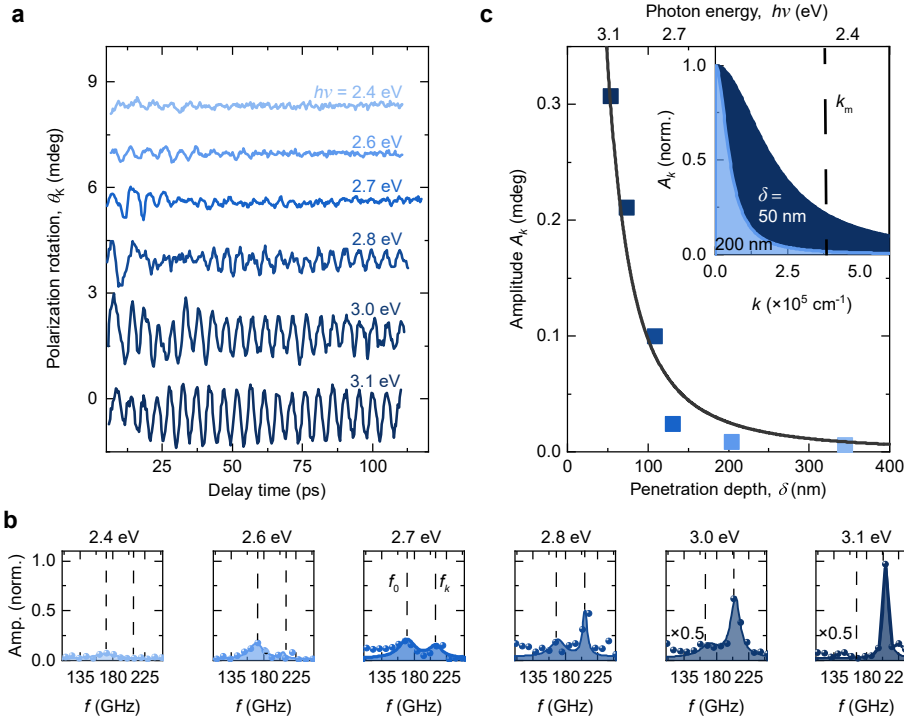 a
Polarization rotation, θk (mdeg)
9
6
3
0
hν = 2.4 eV
2.6 eV
2.7 eV
2.8 eV
3.0 eV
3.1 eV
25 50 75 100
Delay time (ps)
c
Photon energy, hν (eV)
3.1 2.7 2.4
Amplitude Ak (mdeg)
0.3
0.2
0.1
0.0
0 100 200 300 400
Penetration depth, δ (nm)
Ak (norm.)
1.0
0.5
0.0
km
δ =
50 nm
200 nm
0.0 2.5 5.0
k (×10⁵ cm⁻¹)
b
2.4 eV 2.6 eV 2.7 eV 2.8 eV 3.0 eV 3.1 eV
Amp. (norm.)
1.0
0.5
0.0
f0 fk
×0.5 ×0.5
135 180 225 135 180 225 135 180 225 135 180 225 135 180 225 135 180 225
f (GHz) f (GHz) f (GHz) f (GHz) f (GHz) f (GHz)